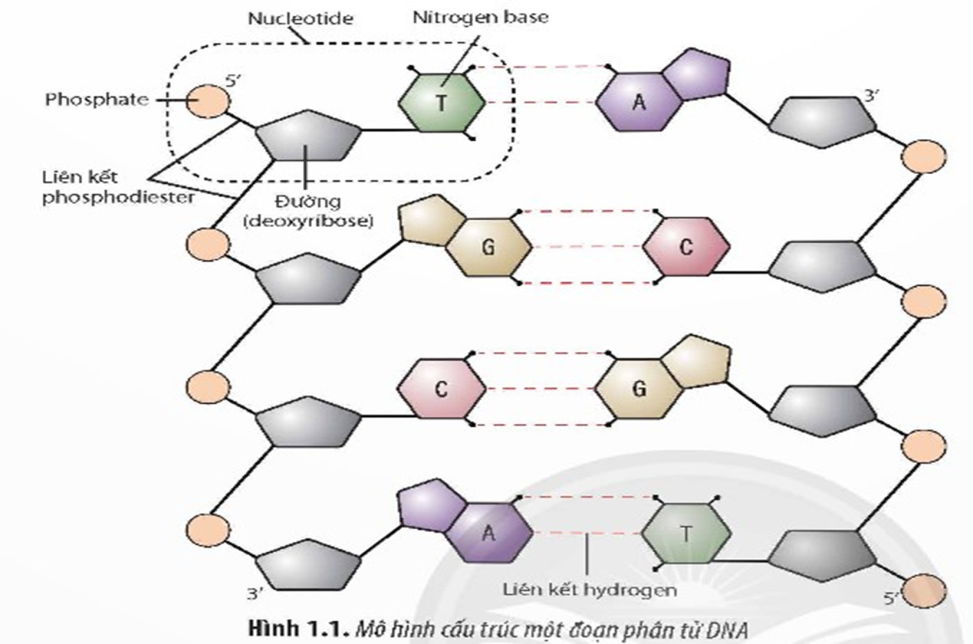 Nucleotide
Nitrogen base
5′
Phosphate
T
A
3′
Liên kết
phosphodiester
Đường
(deoxyribose)
G
C
C
G
A
T
Liên kết hydrogen
3′
5′
Hình 1.1. Mô hình cấu trúc một đoạn phân tử DNA